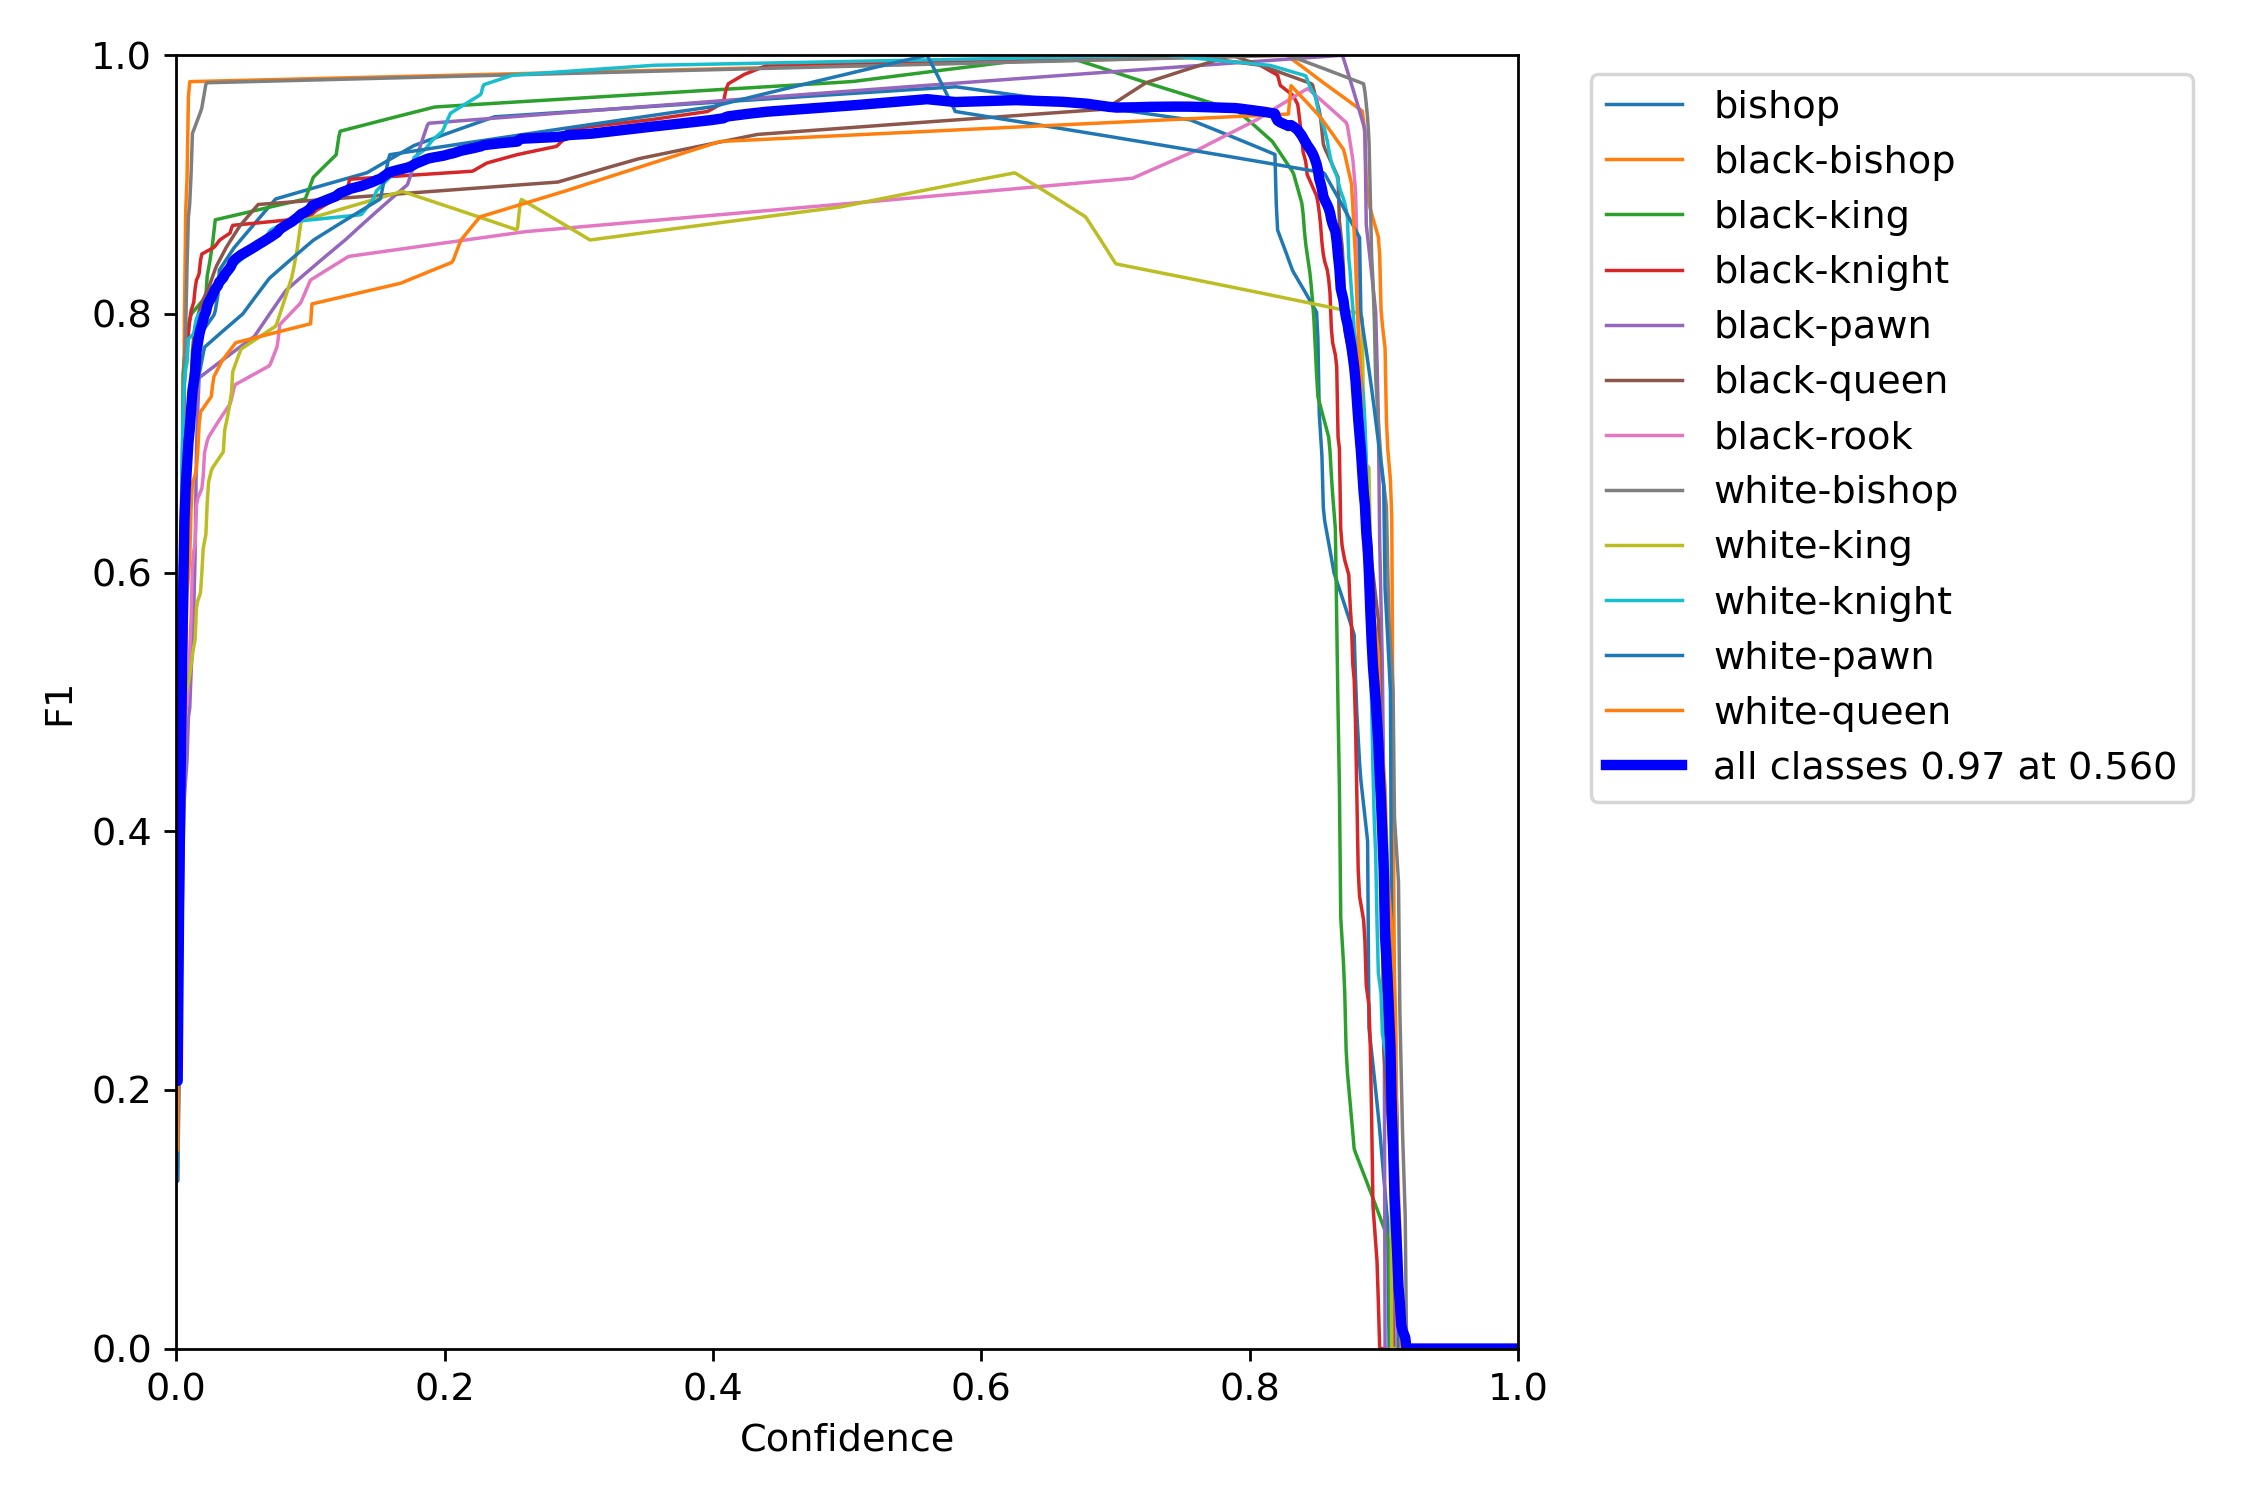 1.0
0.8
0.6
0.4
0.2
0.0
F1
0.0 0.2 0.4 0.6 0.8 1.0
Confidence
bishop
black-bishop
black-king
black-knight
black-pawn
black-queen
black-rook
white-bishop
white-king
white-knight
white-pawn
white-queen
all classes 0.97 at 0.560